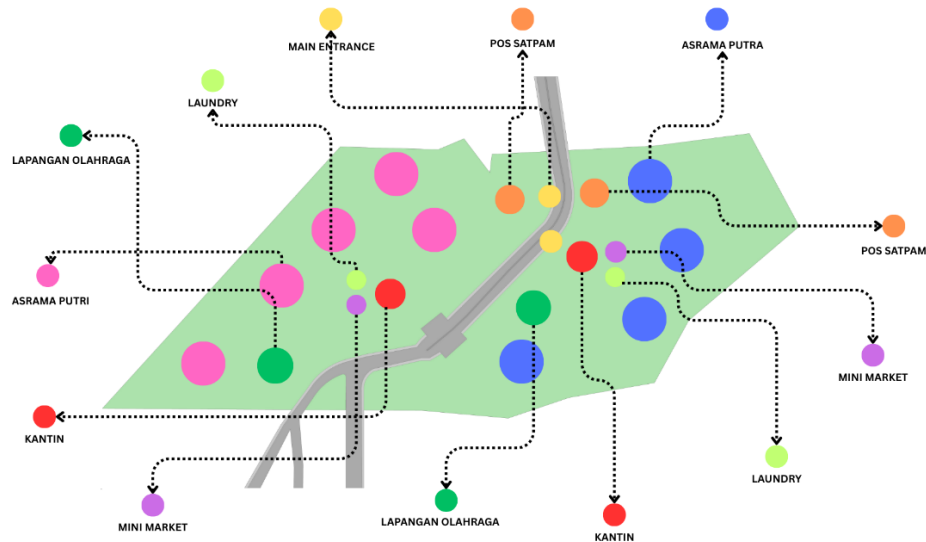 MAIN ENTRANCE
POS SATPAM
ASRAMA PUTRA
LAUNDRY
LAPANGAN OLAHRAGA
POS SATPAM
ASRAMA PUTRI
MINI MARKET
KANTIN
LAUNDRY
MINI MARKET
LAPANGAN OLAHRAGA
KANTIN